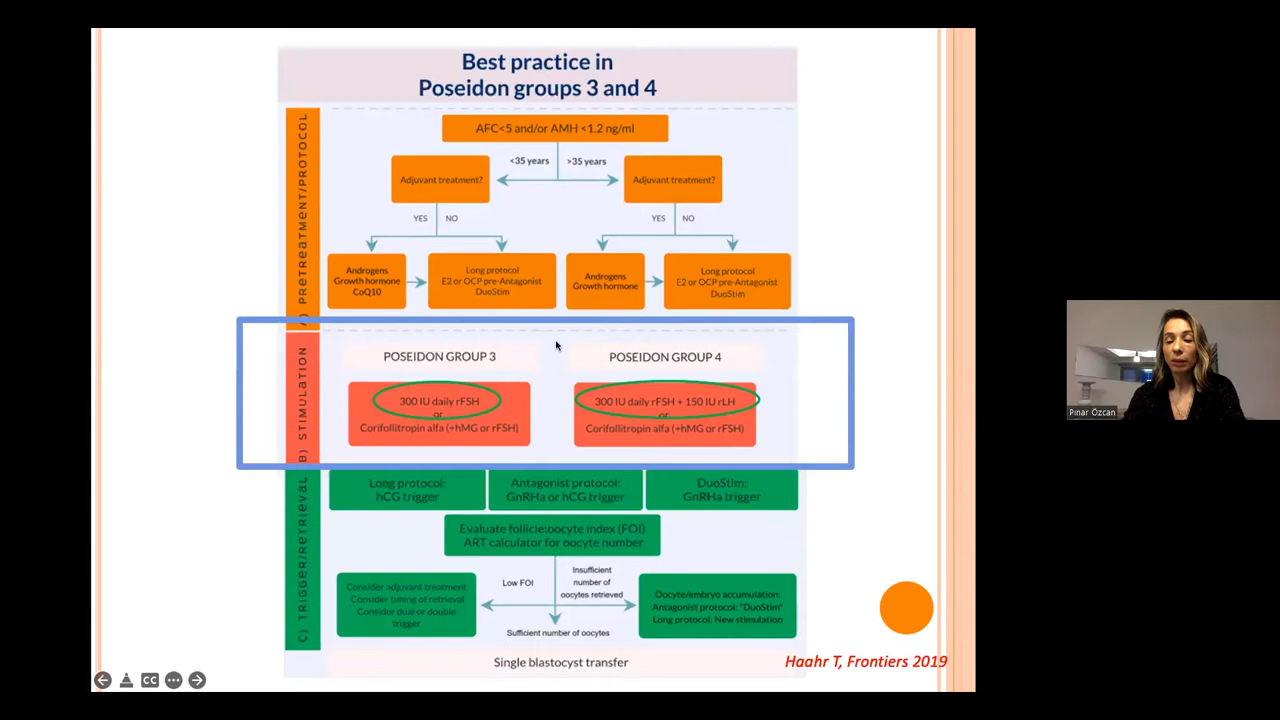 Best practice in
Poseidon groups 3 and 4
A) PRETREATMENT/PROTOCOL
AFC<5 and/or AMH <1.2 ng/ml
<35 years >35 years
Adjuvant treatment?
Adjuvant treatment?
YES NO
YES NO
Androgens
Growth hormone
CoQ10
Long protocol
E2 or OCP pre-Antagonist
DuoStim
Androgens
Growth hormone
Long protocol
E2 or OCP pre-Antagonist
DuoStim
B) STIMULATION
POSEIDON GROUP 3
POSEIDON GROUP 4
300 IU daily rFSH
or
Corifollitropin alfa (+hMG or rFSH)
300 IU daily rFSH + 150 IU rLH
or
Corifollitropin alfa (+hMG or rFSH)
C) TRIGGER/RETRIEVAL
Long protocol:
hCG trigger
Antagonist protocol:
GnRHa or hCG trigger
DuoStim:
GnRHa trigger
Evaluate follicle:oocyte index (FOI)
ART calculator for oocyte number
Low FOI
Insufficient
number of
oocytes retrieved
Consider adjuvant treatment
Consider timing of retrieval
Consider dual or double
trigger
Oocyte/embryo accumulation:
Antagonist protocol: "DuoStim"
Long protocol: New stimulation
Sufficient number of oocytes
Single blastocyst transfer
Haahr T, Frontiers 2019
CC
Pınar Özcan